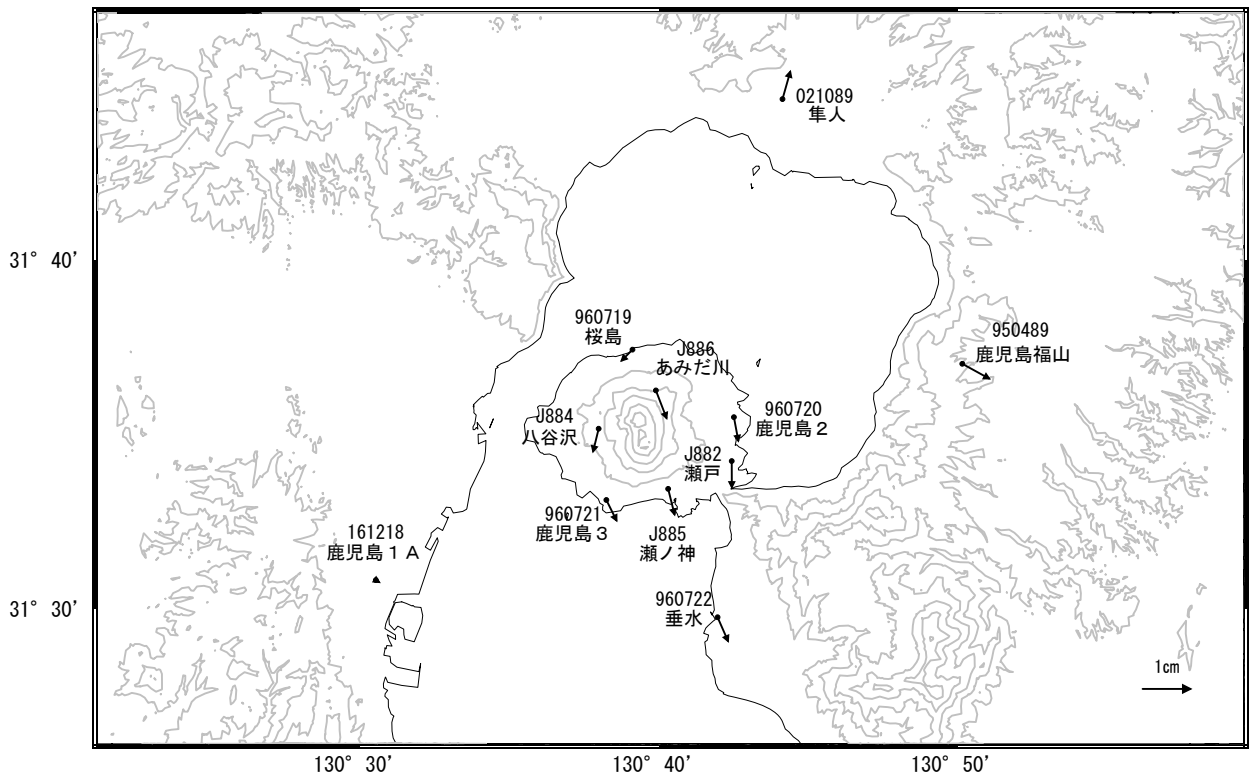 021089
隼人
31° 40'
960719
桜島
J886
あみだ川
950489
鹿児島福山
J884
八谷沢
960720
鹿児島２
J882
瀬戸
960721
鹿児島３
J885
瀬ノ神
161218
鹿児島１Ａ
31° 30'
960722
垂水
1cm
130° 30'
130° 40'
130° 50'